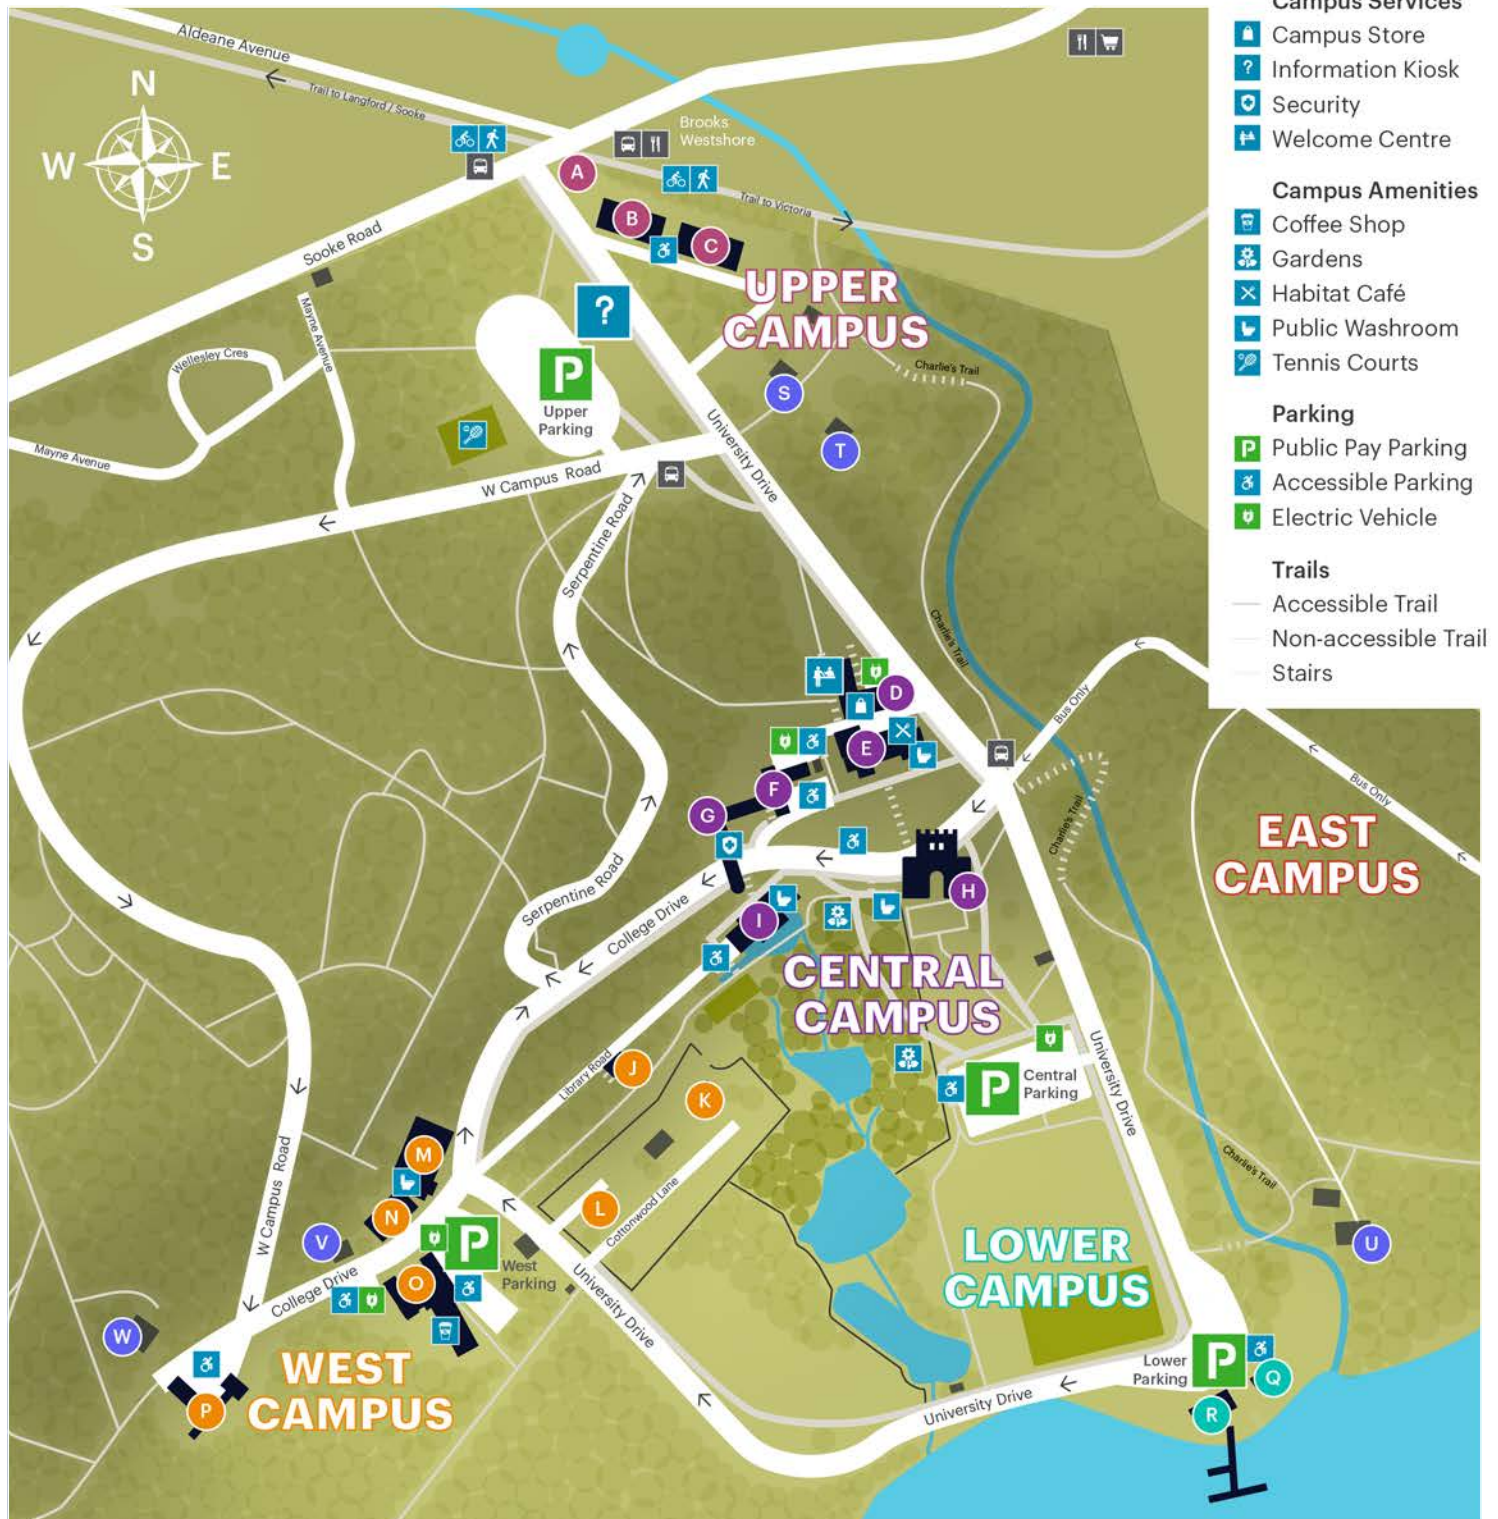 Campus Services
Campus Store
? Information Kiosk
Security
Welcome Centre
Campus Amenities
Coffee Shop
Gardens
Habitat Café
Public Washroom
Tennis Courts
Parking
P Public Pay Parking
Accessible Parking
Electric Vehicle
Trails
Accessible Trail
Non-accessible Trail
Stairs
N
W E
S
Aldeane Avenue
Trail to Langford / Sooke
Brooks
Westshore
A
B
C
Trail to Victoria
Sooke Road
UPPER
CAMPUS
?
P
Upper
Parking
Mayne Avenue
Wellesley Cres
Mayne Avenue
Charlie's Trail
S
T
University Drive
W Campus Road
Serpentine Road
Charlie's Trail
D
E
F
G
Bus Only
Bus Only
Charlie's Trail
EAST
CAMPUS
H
I
Serpentine Road
College Drive
CENTRAL
CAMPUS
Library Road
J
K
P
Central
Parking
University Drive
M
N
L
Cottonwood Lane
Charlie's Trail
W Campus Road
V
P
West
Parking
O
College Drive
University Drive
LOWER
CAMPUS
U
W
WEST
CAMPUS
P
University Drive
Lower
Parking
P
Q
R